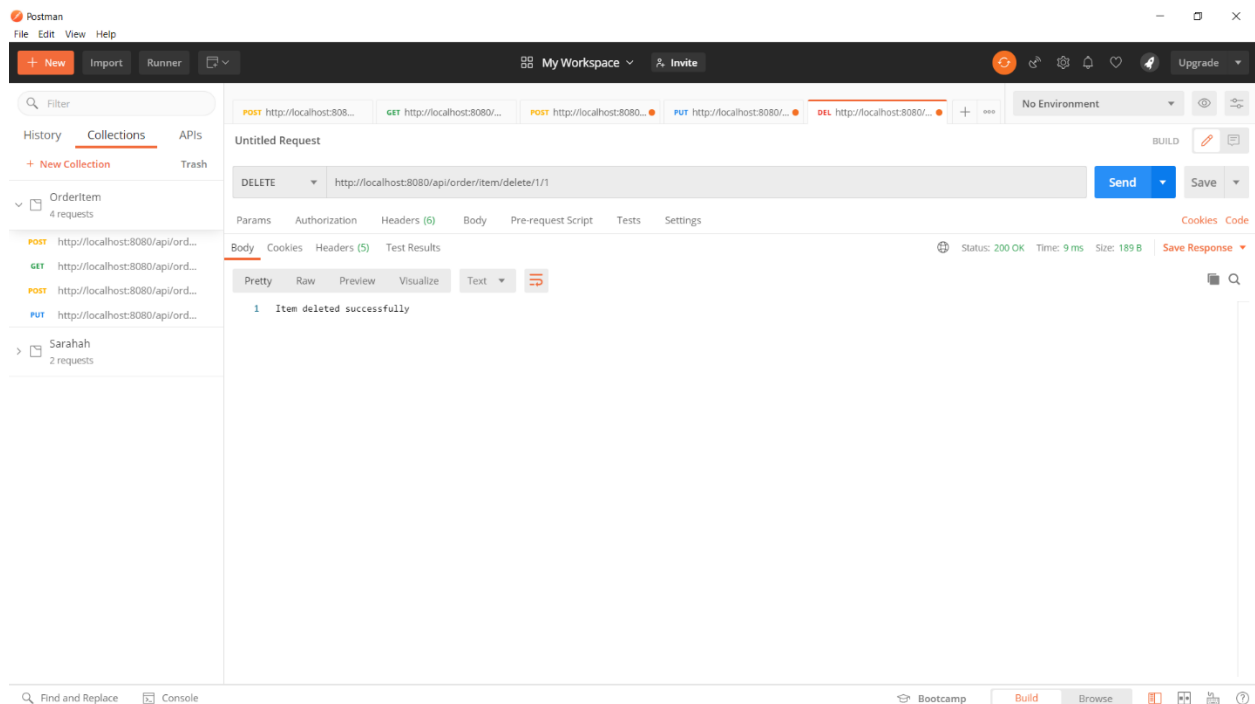 Postman
File Edit View Help
+ New Import Runner My Workspace Invite Upgrade
Filter
History Collections APIs
+ New Collection Trash
OrderItem
4 requests
POST http://localhost:8080/api/ord...
GET http://localhost:8080/api/ord...
POST http://localhost:8080/api/ord...
PUT http://localhost:8080/api/ord...
Sarahah
2 requests
POST http://localhost:808... GET http://localhost:8080/... POST http://localhost:8080... PUT http://localhost:8080/... DEL http://localhost:8080/... + ooo No Environment
Untitled Request BUILD
DELETE http://localhost:8080/api/order/item/delete/1/1 Send Save
Params Authorization Headers (6) Body Pre-request Script Tests Settings Cookies Code
Body Cookies Headers (5) Test Results Status: 200 OK Time: 9 ms Size: 189 B Save Response
Pretty Raw Preview Visualize Text
1 Item deleted successfully
Find and Replace Console Bootcamp Build Browse